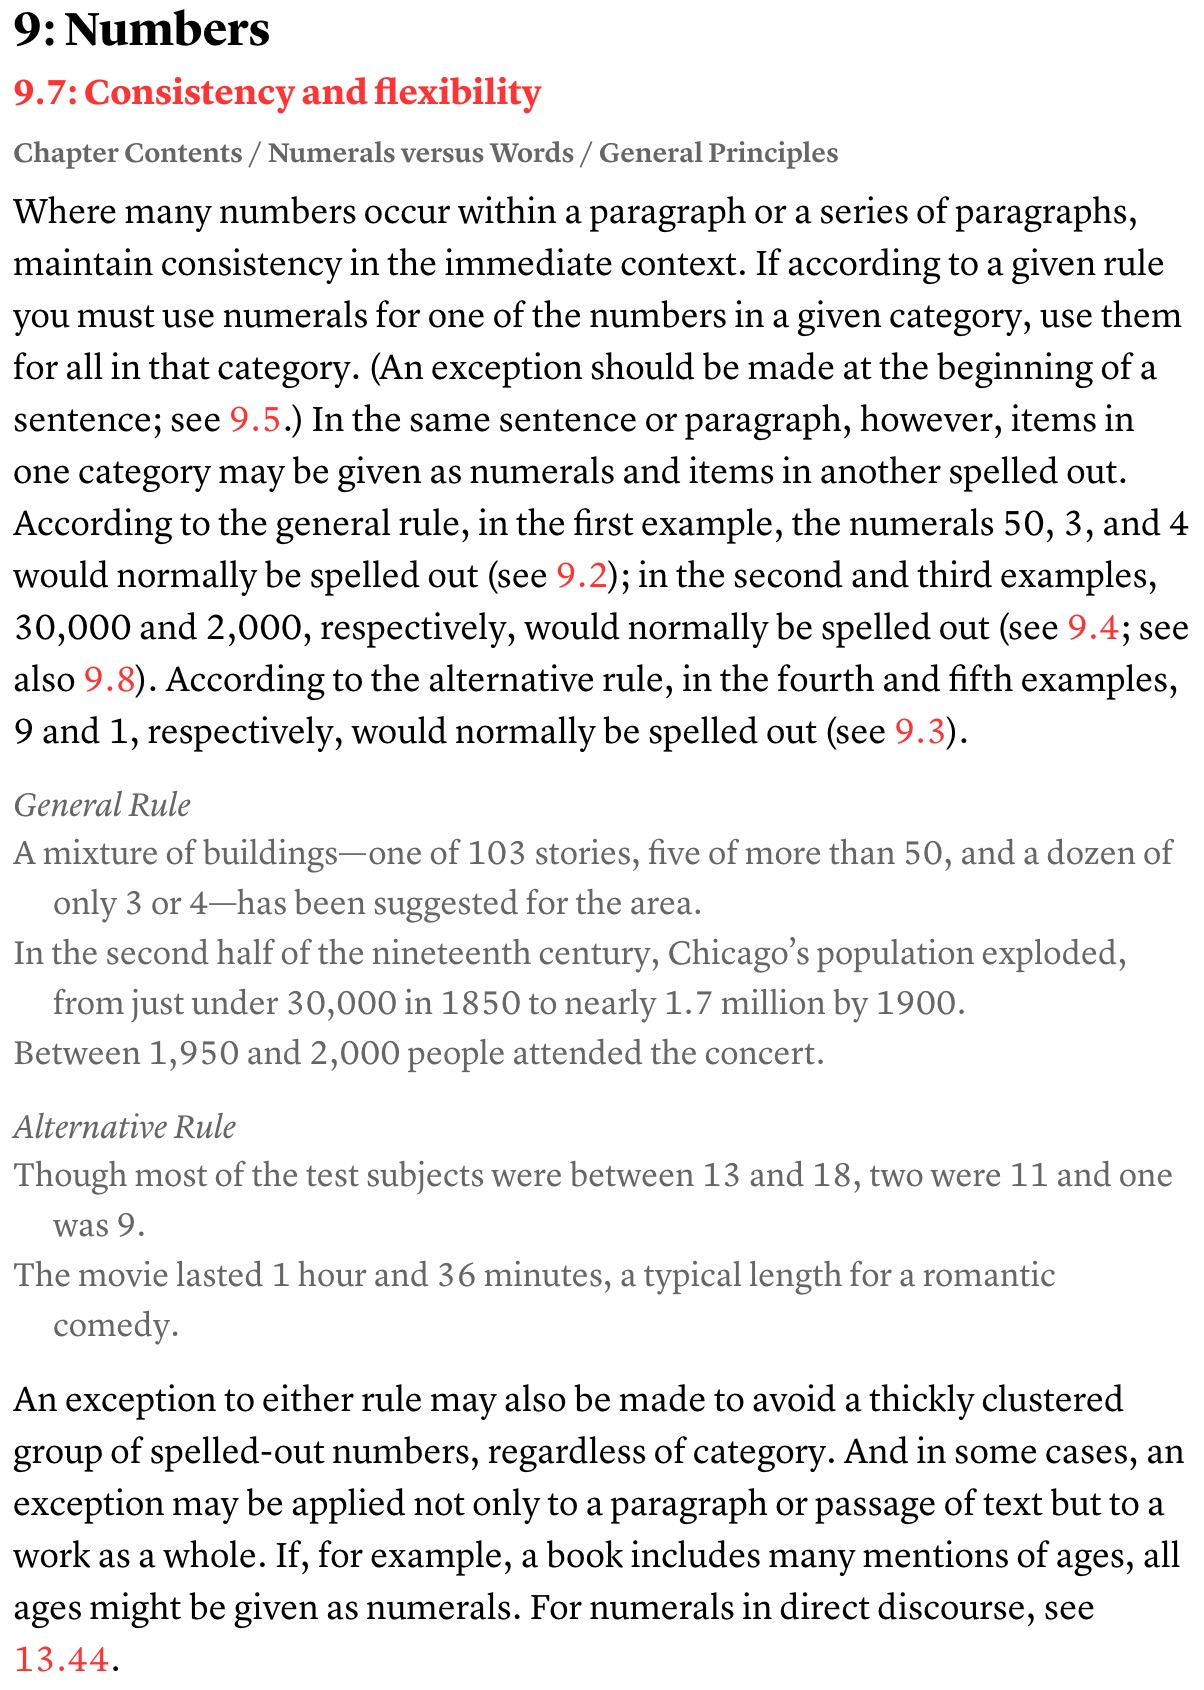 9: Numbers
9.7: Consistency and flexibility
Chapter Contents / Numerals versus Words / General Principles
Where many numbers occur within a paragraph or a series of paragraphs,
maintain consistency in the immediate context. If according to a given rule
you must use numerals for one of the numbers in a given category, use them
for all in that category. (An exception should be made at the beginning of a
sentence; see 9.5.) In the same sentence or paragraph, however, items in
one category may be given as numerals and items in another spelled out.
According to the general rule, in the first example, the numerals 50, 3, and 4
would normally be spelled out (see 9.2); in the second and third examples,
30,000 and 2,000, respectively, would normally be spelled out (see 9.4; see
also 9.8). According to the alternative rule, in the fourth and fifth examples,
9 and 1, respectively, would normally be spelled out (see 9.3).
General Rule
A mixture of buildings—one of 103 stories, five of more than 50, and a dozen of
only 3 or 4—has been suggested for the area.
In the second half of the nineteenth century, Chicago’s population exploded,
from just under 30,000 in 1850 to nearly 1.7 million by 1900.
Between 1,950 and 2,000 people attended the concert.
Alternative Rule
Though most of the test subjects were between 13 and 18, two were 11 and one
was 9.
The movie lasted 1 hour and 36 minutes, a typical length for a romantic
comedy.
An exception to either rule may also be made to avoid a thickly clustered
group of spelled-out numbers, regardless of category. And in some cases, an
exception may be applied not only to a paragraph or passage of text but to a
work as a whole. If, for example, a book includes many mentions of ages, all
ages might be given as numerals. For numerals in direct discourse, see
13.44.